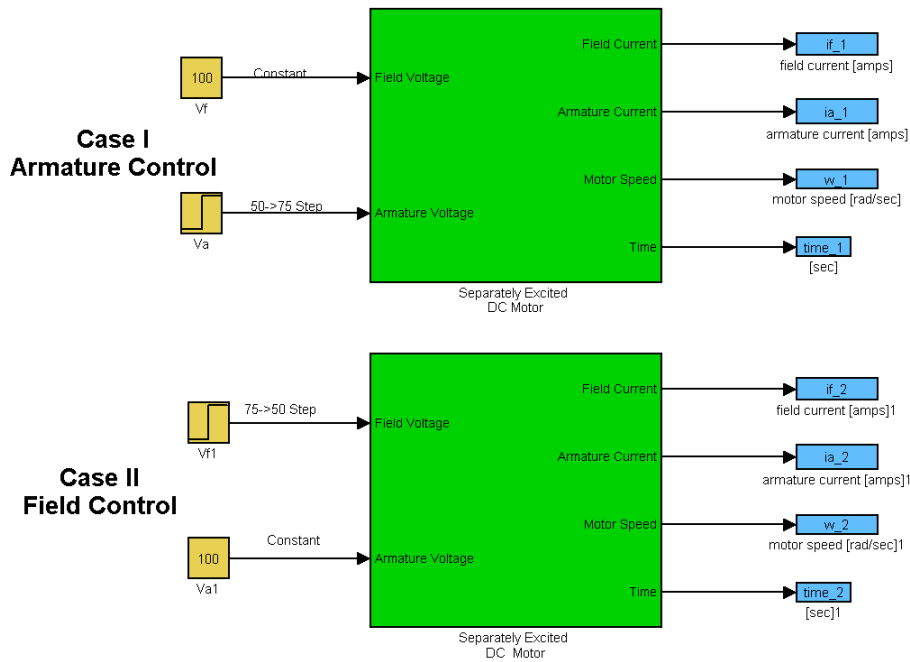 Case I
Armature Control
100
Vf
Constant
50->75 Step
Va
Field Voltage
Armature Voltage
Field Current
Armature Current
Motor Speed
Time
Separately Excited
DC Motor
if_1
field current [amps]
ia_1
armature current [amps]
w_1
motor speed [rad/sec]
time_1
[sec]
Case II
Field Control
75->50 Step
Vf1
Constant
100
Va1
Field Voltage
Armature Voltage
Field Current
Armature Current
Motor Speed
Time
Separately Excited
DC  Motor
if_2
field current [amps]1
ia_2
armature current [amps]1
w_2
motor speed [rad/sec]1
time_2
[sec]1